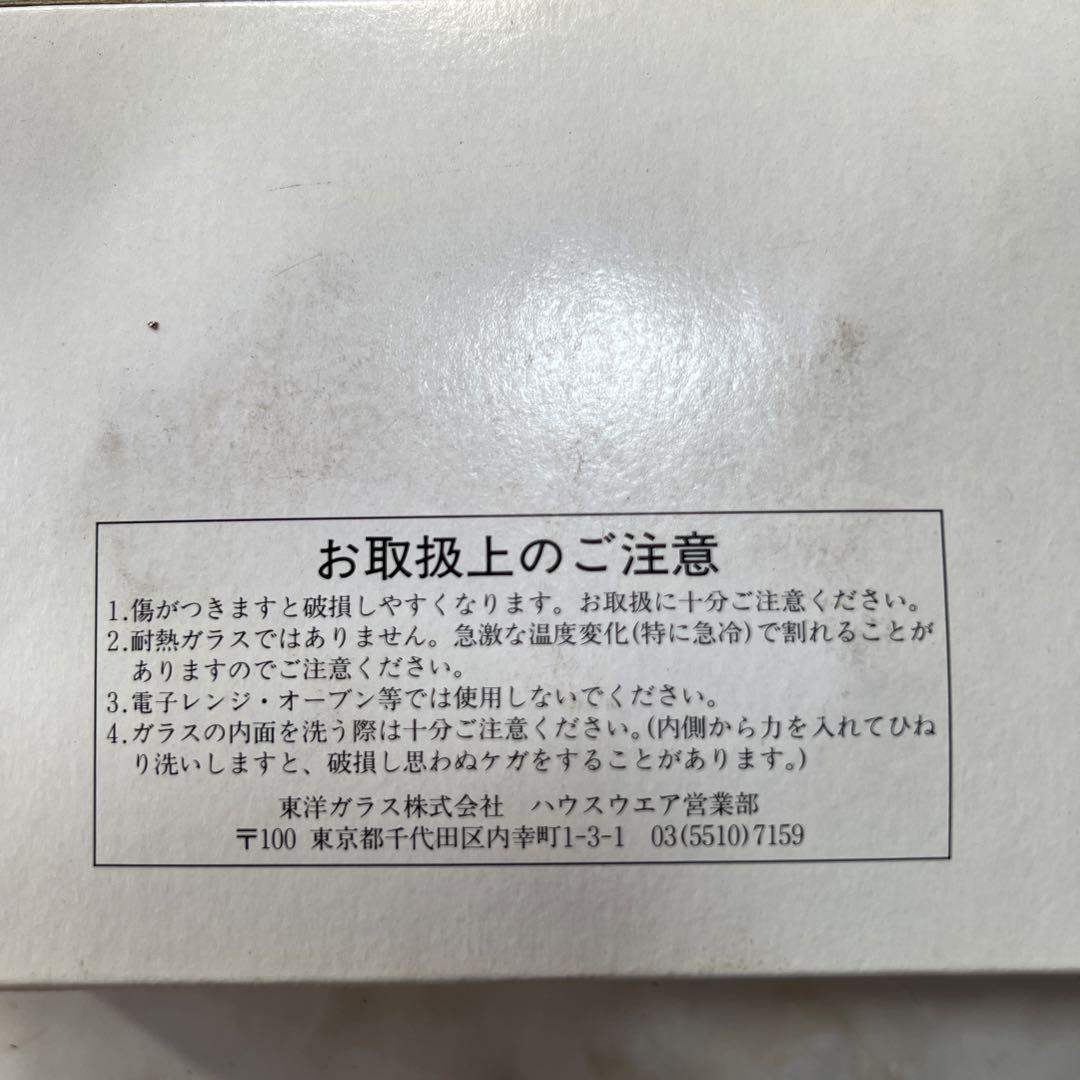 お取扱上のご注意
1.傷がつきますと破損しやすくなります。お取扱に十分ご注意ください。
2.耐熱ガラスではありません。急激な温度変化(特に急冷)で割れることが
ありますのでご注意ください。
3.電子レンジ・オーブン等では使用しないでください。
4.ガラスの内面を洗う際は十分ご注意ください。(内側から力を入れてひね
り洗いしますと、破損し思わぬケガをすることがあります。)
東洋ガラス株式会社 ハウスウエア営業部
〒100 東京都千代田区内幸町1-3-1 03(5510)7159